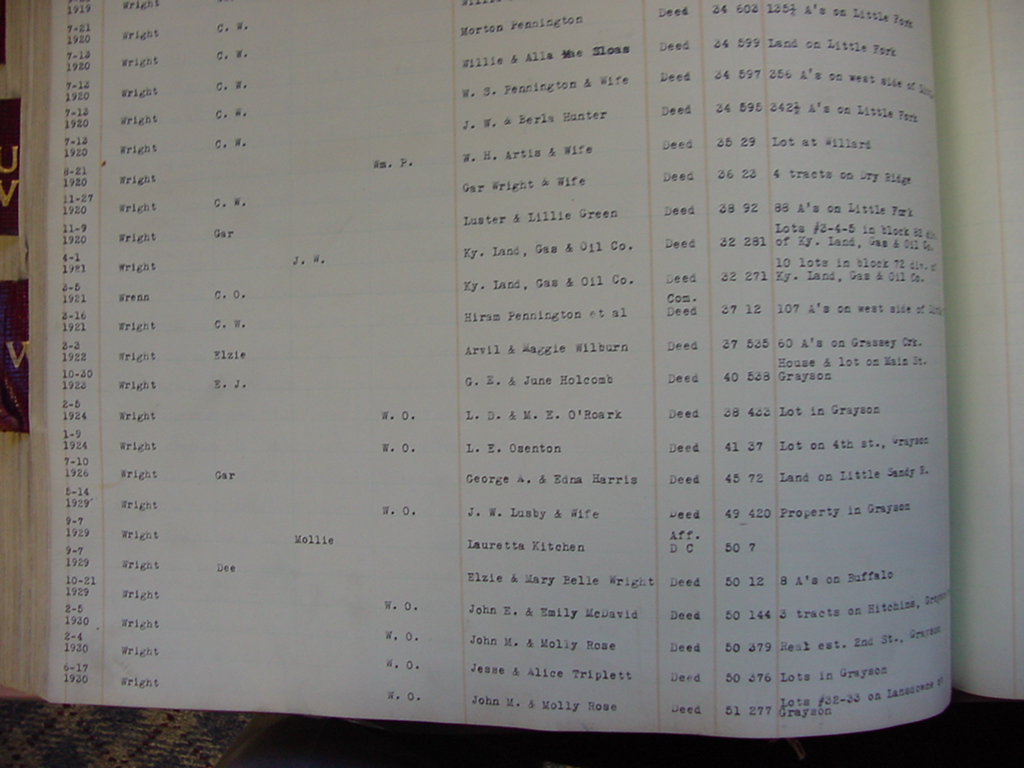 1919 Wright
7-21 1920 Wright C. W.
7-13 1920 Wright C. W. Morton Pennington Deed 34 603 135½ A's on Little Fork
7-12 1920 Wright C. W. Willie & Alla Mae Sloas Deed 34 599 Land on Little Fork
7-13 1920 Wright C. W. W. S. Pennington & Wife Deed 34 597 356 A's on west side of
7-13 1920 Wright C. W. J. W. & Berla Hunter Deed 34 595 342½ A's on Little Fork
8-21 1920 Wright Wm. P. W. H. Artis & Wife Deed 35 29 Lot at Willard
11-27 1920 Wright C. W. Gar Wright & Wife Deed 36 23 4 tracts on Dry Ridge
11-9 1920 Wright Gar Luster & Lillie Green Deed 38 92 88 A's on Little Fork
4-1 1921 Wright J. W. Ky. Land, Gas & Oil Co. Deed 32 281 Lots #3-4-5 in block 82 div. of Ky. Land, Gas & Oil Co.
3-5 1921 Wrenn C. O. Ky. Land, Gas & Oil Co. Deed 32 271 10 lots in block 72 div. of Ky. Land, Gas & Oil Co.
3-16 1921 Wright C. W. Hiram Pennington et al Com. Deed 37 12 107 A's on west side of
3-3 1922 Wright Elzie Arvil & Maggie Wilburn Deed 37 535 60 A's on Grassey Crk.
10-30 1923 Wright E. J. G. E. & June Holcomb Deed 40 538 House & lot on Main St. Grayson
2-5 1924 Wright W. O. L. D. & M. E. O'Roark Deed 38 433 Lot in Grayson
1-9 1924 Wright W. O. L. E. Osenton Deed 41 37 Lot on 4th st., Grayson
7-10 1926 Wright Gar George A. & Edna Harris Deed 45 72 Land on Little Sandy R.
5-14 1929 Wright W. O. J. W. Lusby & Wife Deed 49 420 Property in Grayson
9-7 1929 Wright Mollie Lauretta Kitchen Aff. D C 50 7
9-7 1929 Wright Dee Elzie & Mary Belle Wright Deed 50 12 8 A's on Buffalo
10-21 1929 Wright W. O. John E. & Emily McDavid Deed 50 144 3 tracts on Hitchins, Grayson
2-5 1930 Wright W. O. John M. & Molly Rose Deed 50 379 Real est. 2nd St., Grayson
2-4 1930 Wright W. O. Jesse & Alice Triplett Deed 50 376 Lots in Grayson
6-17 1930 Wright W. O. John M. & Molly Rose Deed 51 277 Lots #32-33 on Lansdowne Grayson
U
V
W